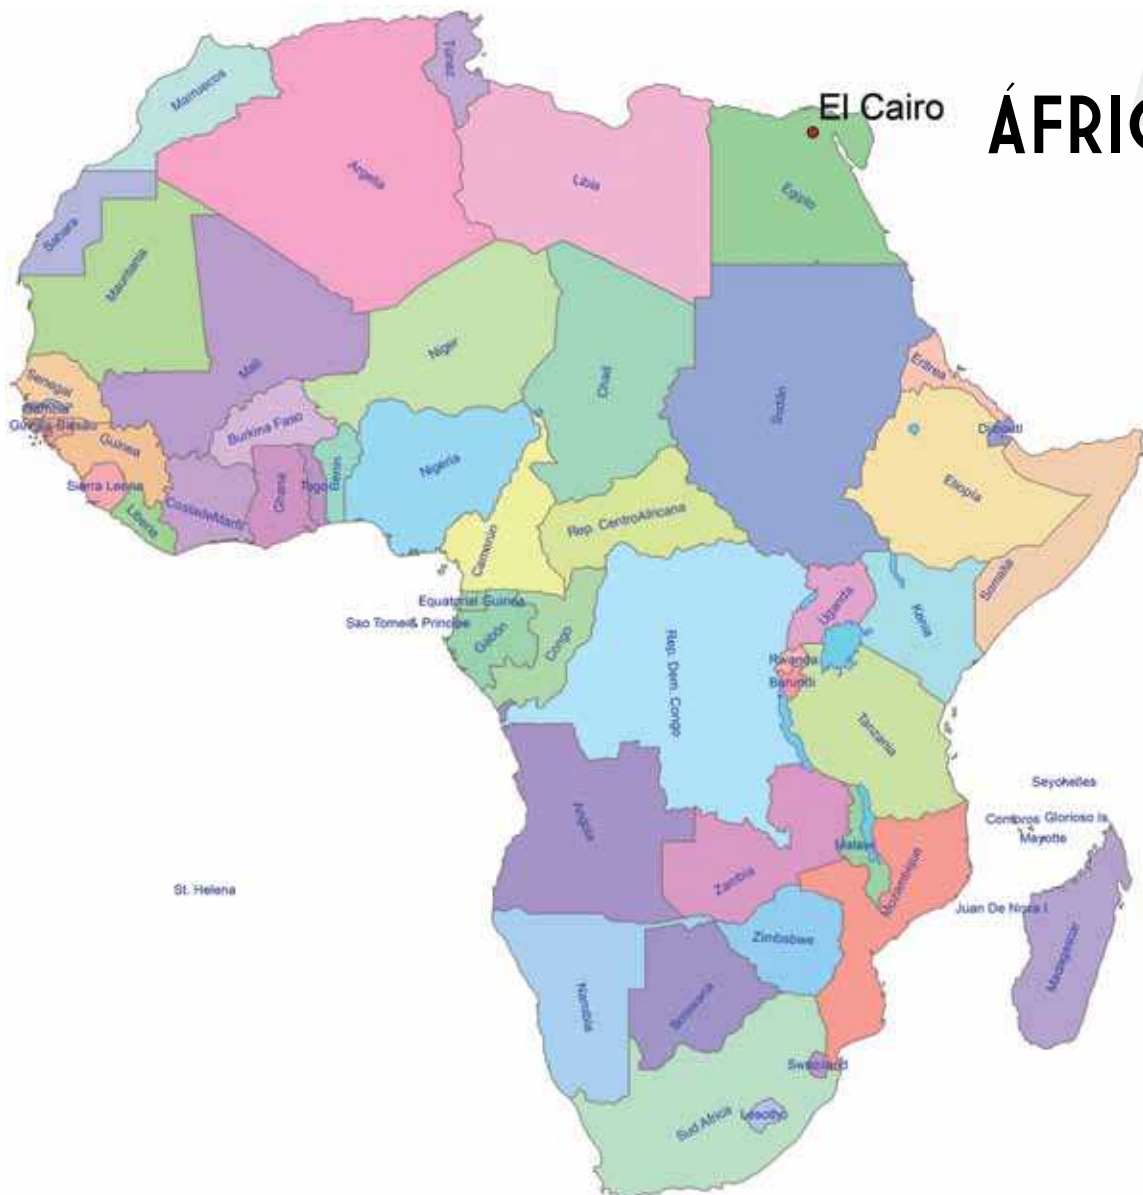 El Cairo
ÁFRIC
Túnez
Marruecos
Argelia
Libia
Egipto
Sahara
Mauritania
Mali
Niger
Chad
Sudán
Eritrea
Senegal
Gambia
Guinea-Bissau
Guinea
Burkina Faso
Djibouti
Nigeria
Benin
Togo
Ghana
Etiopía
Sierra Leona
CostadeMarfil
Liberia
Rep. CentroAfricana
Camerún
Somalia
Equatorial Guinea
Uganda
Kenia
Sao Tome& Principe
Gabón
Congo
Rep. Dem. Congo
Rwanda
Burundi
Tanzania
Seychelles
Angola
Comoros
Glorioso Is
Mayotte
Malawi
Mozambique
Zambia
St. Helena
Juan De Nova I.
Zimbabwe
Madagascar
Namibia
Botswana
Swaziland
Sud Africa
Lesotho